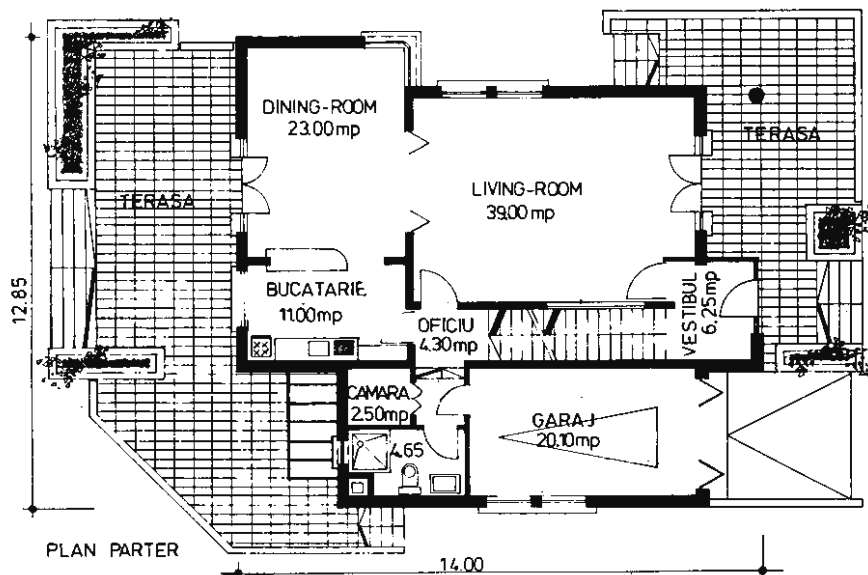 DINING-ROOM
23.00mp
TERASA
TERASA
LIVING-ROOM
39.00mp
12.85
BUCATARIE
11.00mp
OFICIU
4.30mp
VESTIBUL
6,25mp
CAMARA
2.50mp
GARAJ
20.10mp
4.65
PLAN PARTER
14.00